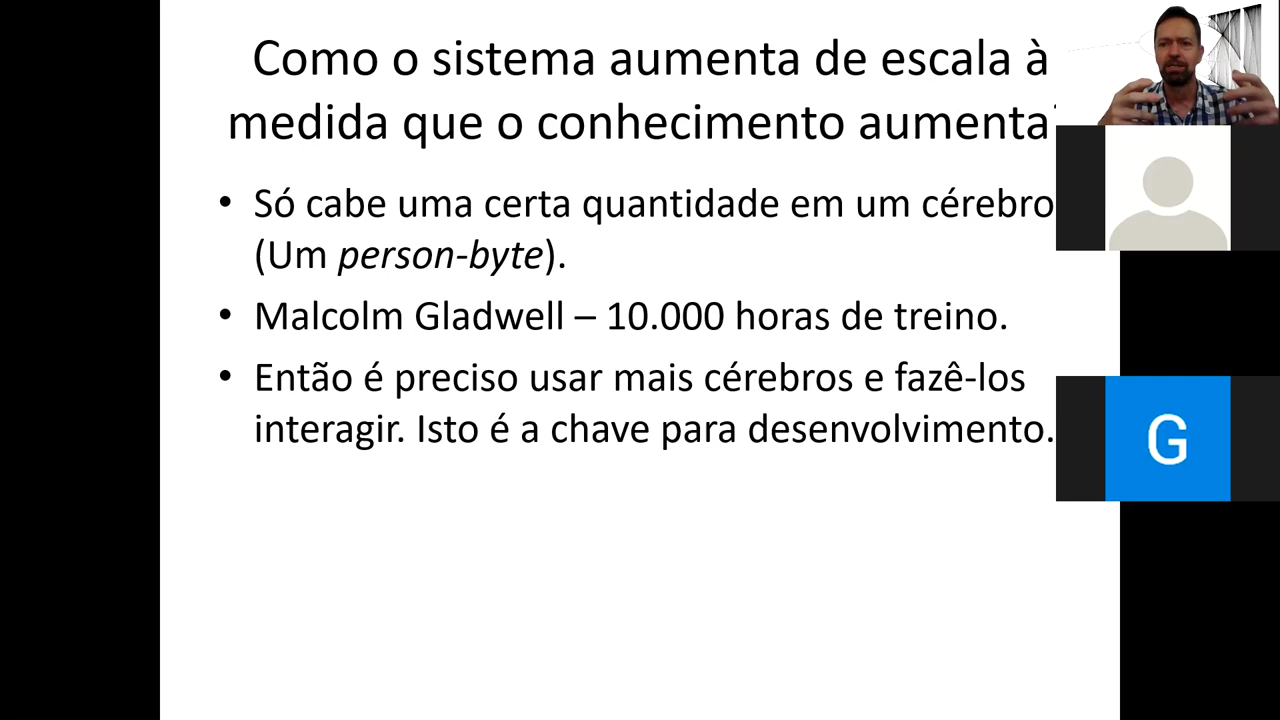 Como o sistema aumenta de escala à
medida que o conhecimento aumenta
• Só cabe uma certa quantidade em um cérebro
(Um person-byte).
• Malcolm Gladwell – 10.000 horas de treino.
• Então é preciso usar mais cérebros e fazê-los
interagir. Isto é a chave para desenvolvimento.
G